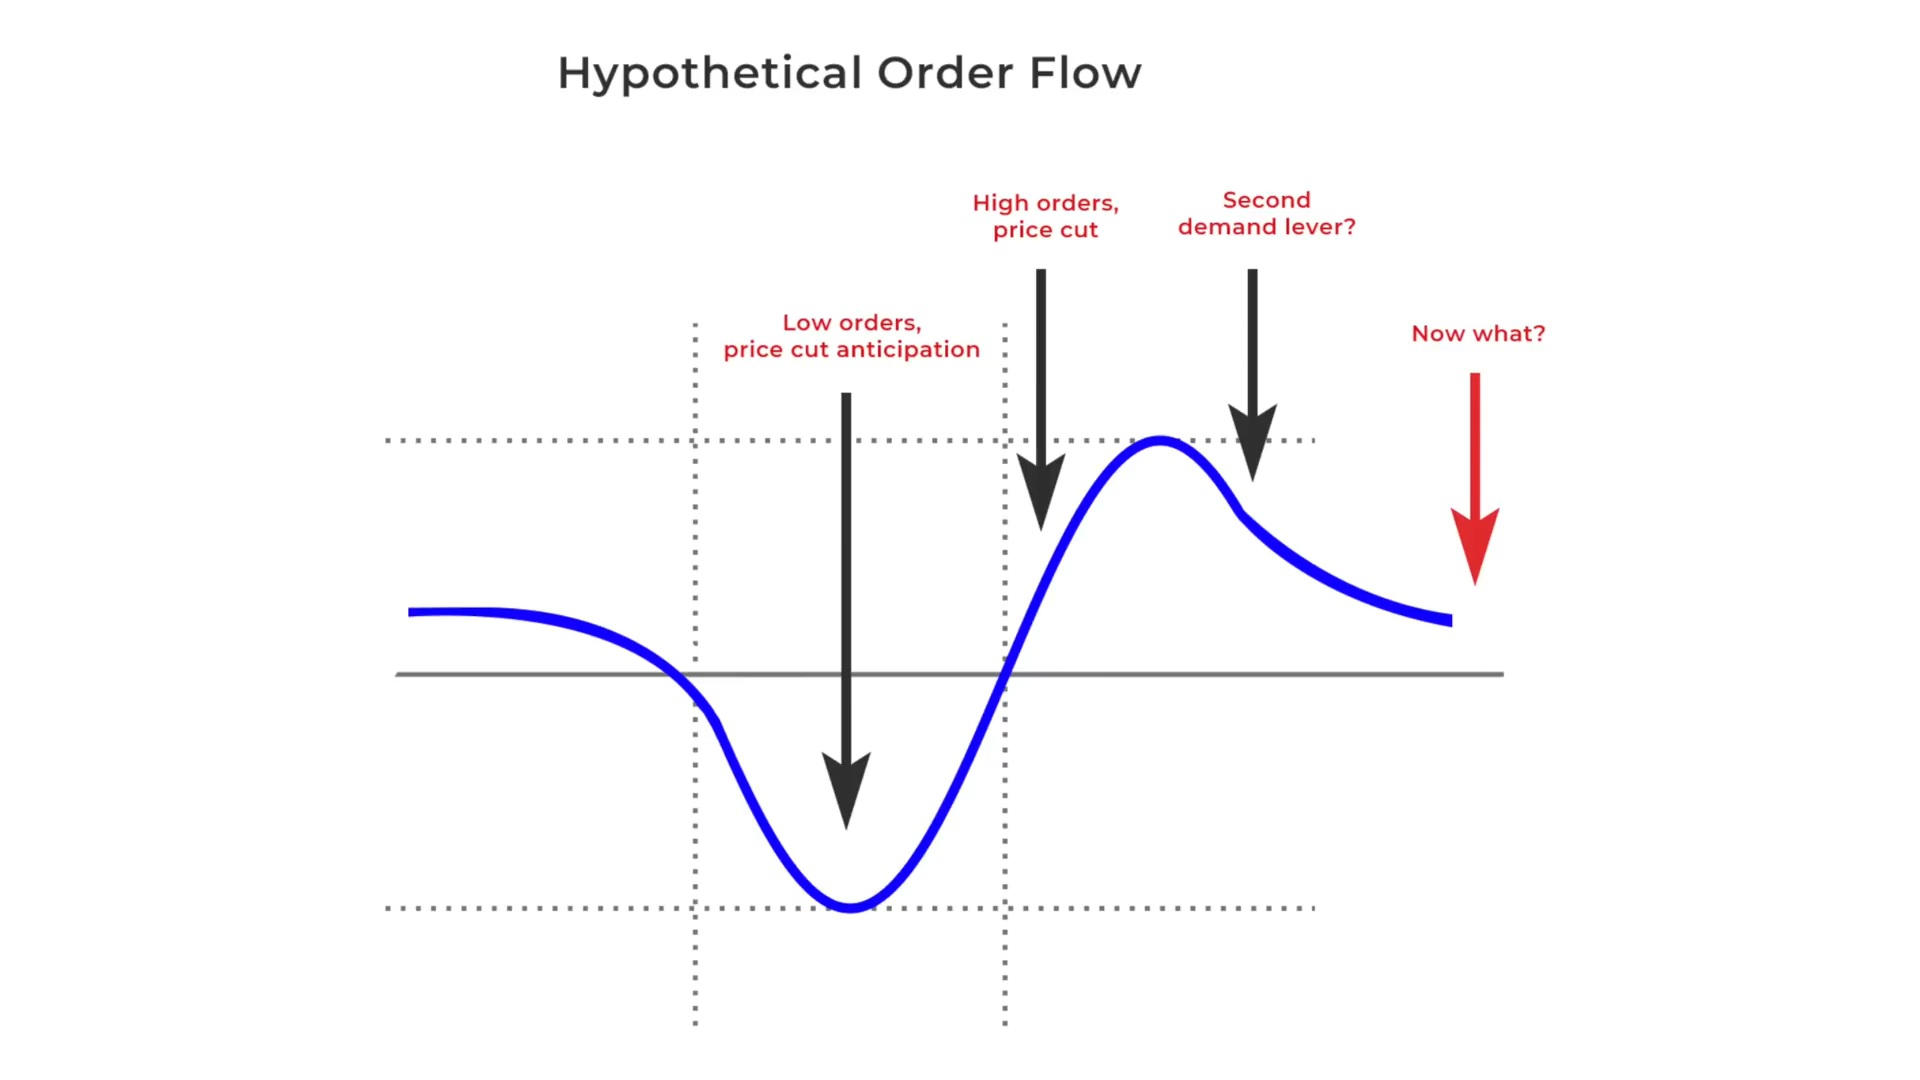 Hypothetical Order Flow
High orders,
price cut
Second
demand lever?
Low orders,
price cut anticipation
Now what?